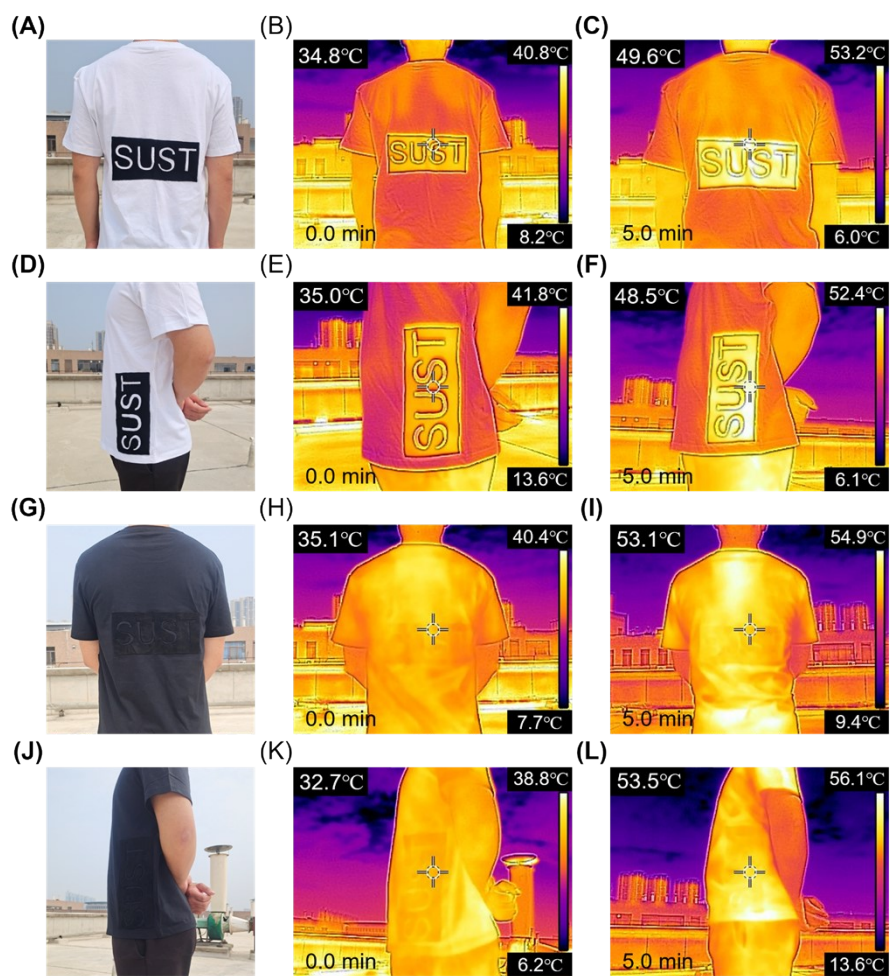 (A)
SUST
(B)
34.8℃
40.8℃
SUST
0.0 min
8.2℃
(C)
49.6℃
53.2℃
SUST
5.0 min
6.0℃
(D)
SUST
(E)
35.0℃
41.8℃
SUST
0.0 min
13.6℃
(F)
48.5℃
52.4℃
SUST
5.0 min
6.1℃
(G)
SUST
(H)
35.1℃
40.4℃
0.0 min
7.7℃
(I)
53.1℃
54.9℃
5.0 min
9.4℃
(J)
(K)
32.7℃
38.8℃
0.0 min
6.2℃
(L)
53.5℃
56.1℃
5.0 min
13.6℃